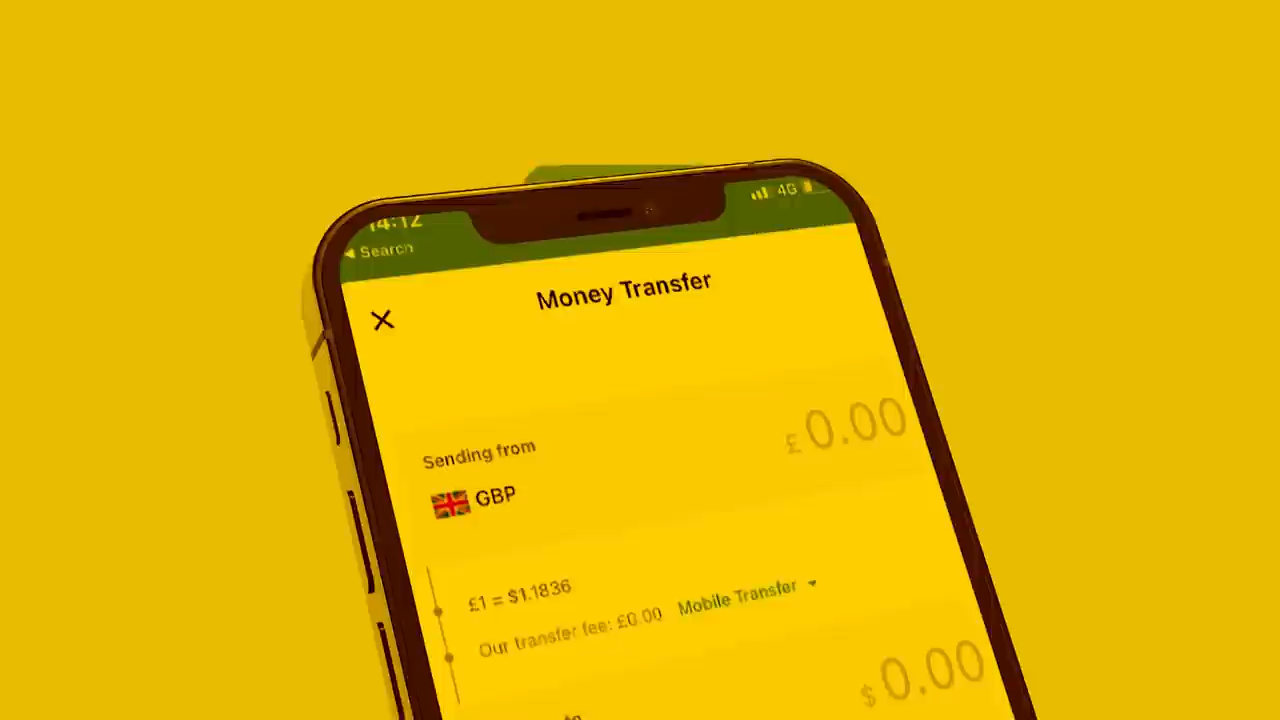 14:12
4G
◀ Search
Money Transfer
Sending from
£0.00
GBP
£1 = $1.1836
Our transfer fee: £0.00 Mobile Transfer
$0.00